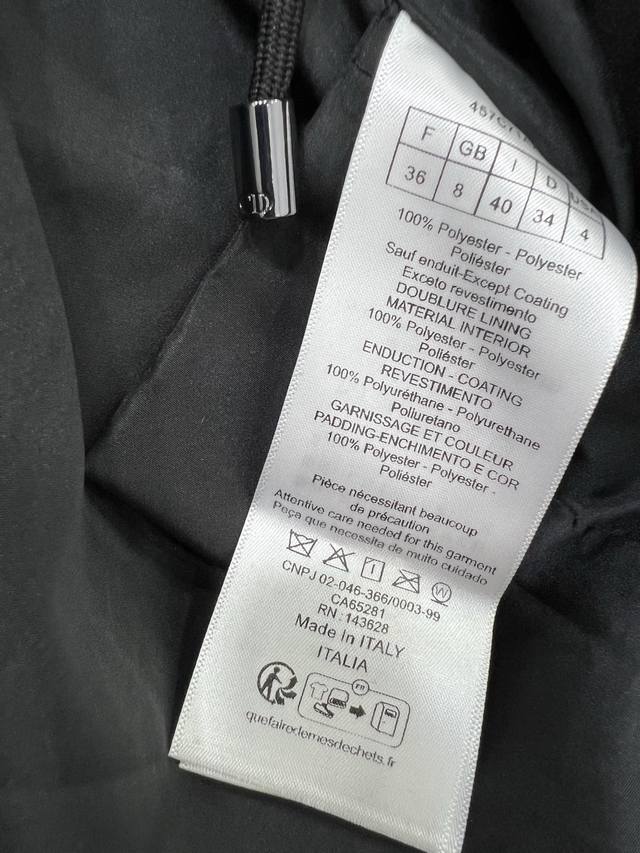 F GB I D USA
36 8 40 34 4
100% Polyester - Polyester
Poliéster
Sauf enduit-Except Coating
Exceto revestimento
DOUBLURE LINING
MATERIAL INTERIOR
100% Polyester - Polyester
Poliéster
ENDUCTION - COATING
REVESTIMENTO
100% Polyuréthane - Polyurethane
Poliuretano
GARNISSAGE ET COULEUR
PADDING-ENCHIMENTO E COR
100% Polyester - Polyester -
Poliéster
Pièce nécessitant beaucoup
de précaution
Attentive care needed for this garment
Peça que necessita de muito cuidado
W
CNPJ 02-046-366/0003-99
CA65281
RN : 143628
Made In ITALY
ITALIA
FR
quefairedemesdechets.fr